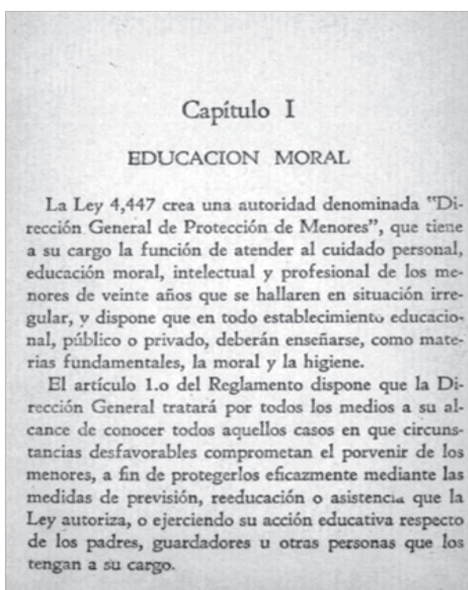 Capítulo I
EDUCACION MORAL
La Ley 4,447 crea una autoridad denominada "Di-
rección General de Protección de Menores", que tiene
a su cargo la función de atender al cuidado personal,
educación moral, intelectual y profesional de los me-
nores de veinte años que se hallaren en situación irre-
gular, y dispone que en todo establecimiento educacio-
nal, público o privado, deberán enseñarse, como mate-
rias fundamentales, la moral y la higiene.
El artículo 1.o del Reglamento dispone que la Di-
rección General tratará por todos los medios a su al-
cance de conocer todos aquellos casos en que circuns-
tancias desfavorables comprometan el porvenir de los
menores, a fin de protegerlos eficazmente mediante las
medidas de previsión, reeducación o asistencia que la
Ley autoriza, o ejerciendo su acción educativa respecto
de los padres, guardadores u otras personas que los
tengan a su cargo.